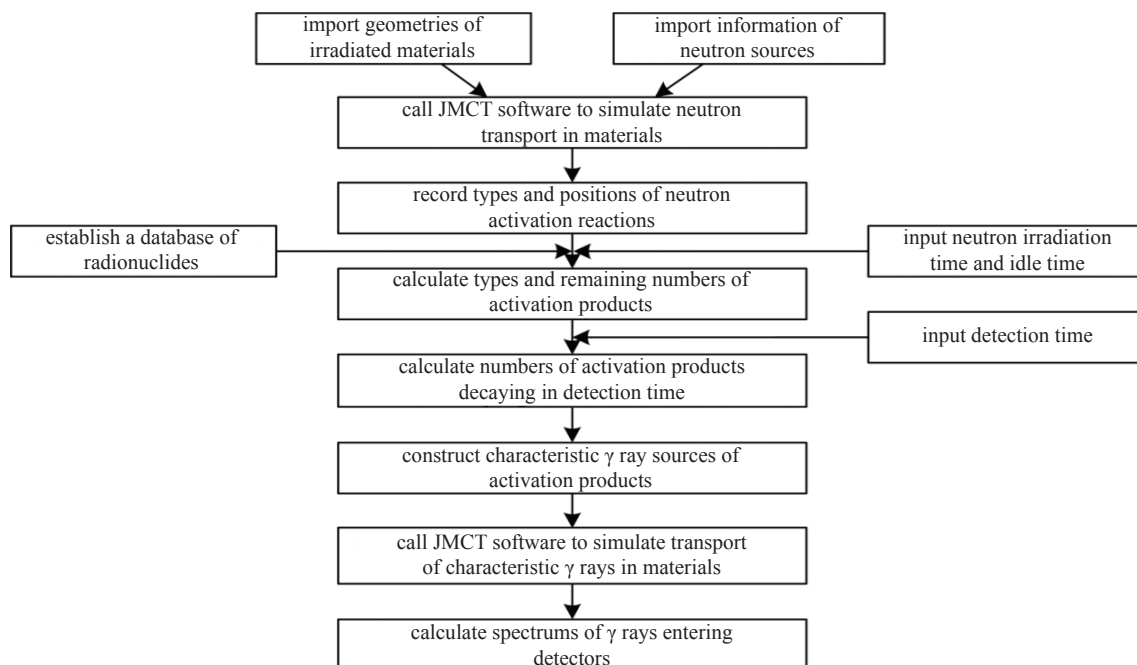 import geometries of
irradiated materials
import information of
neutron sources
call JMCT software to simulate neutron
transport in materials
record types and positions of neutron
activation reactions
establish a database of
radionuclides
input neutron irradiation
time and idle time
calculate types and remaining numbers of
activation products
input detection time
calculate numbers of activation products
decaying in detection time
construct characteristic γ ray sources of
activation products
call JMCT software to simulate transport
of characteristic γ rays in materials
calculate spectrums of γ rays entering
detectors